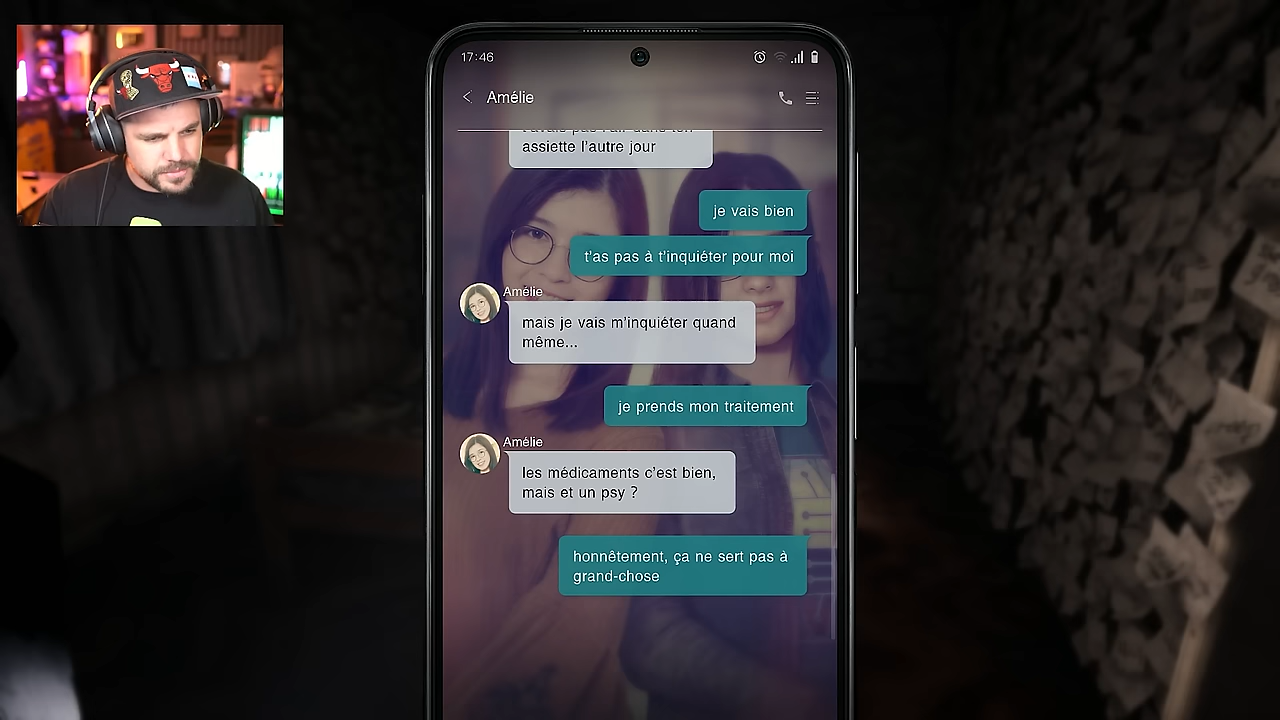 17:46
Amélie
assiette l'autre jour
je vais bien
t'as pas à t'inquiéter pour moi
Amélie
mais je vais m'inquiéter quand
même...
je prends mon traitement
Amélie
les médicaments c'est bien,
mais et un psy ?
honnêtement, ça ne sert pas à
grand-chose